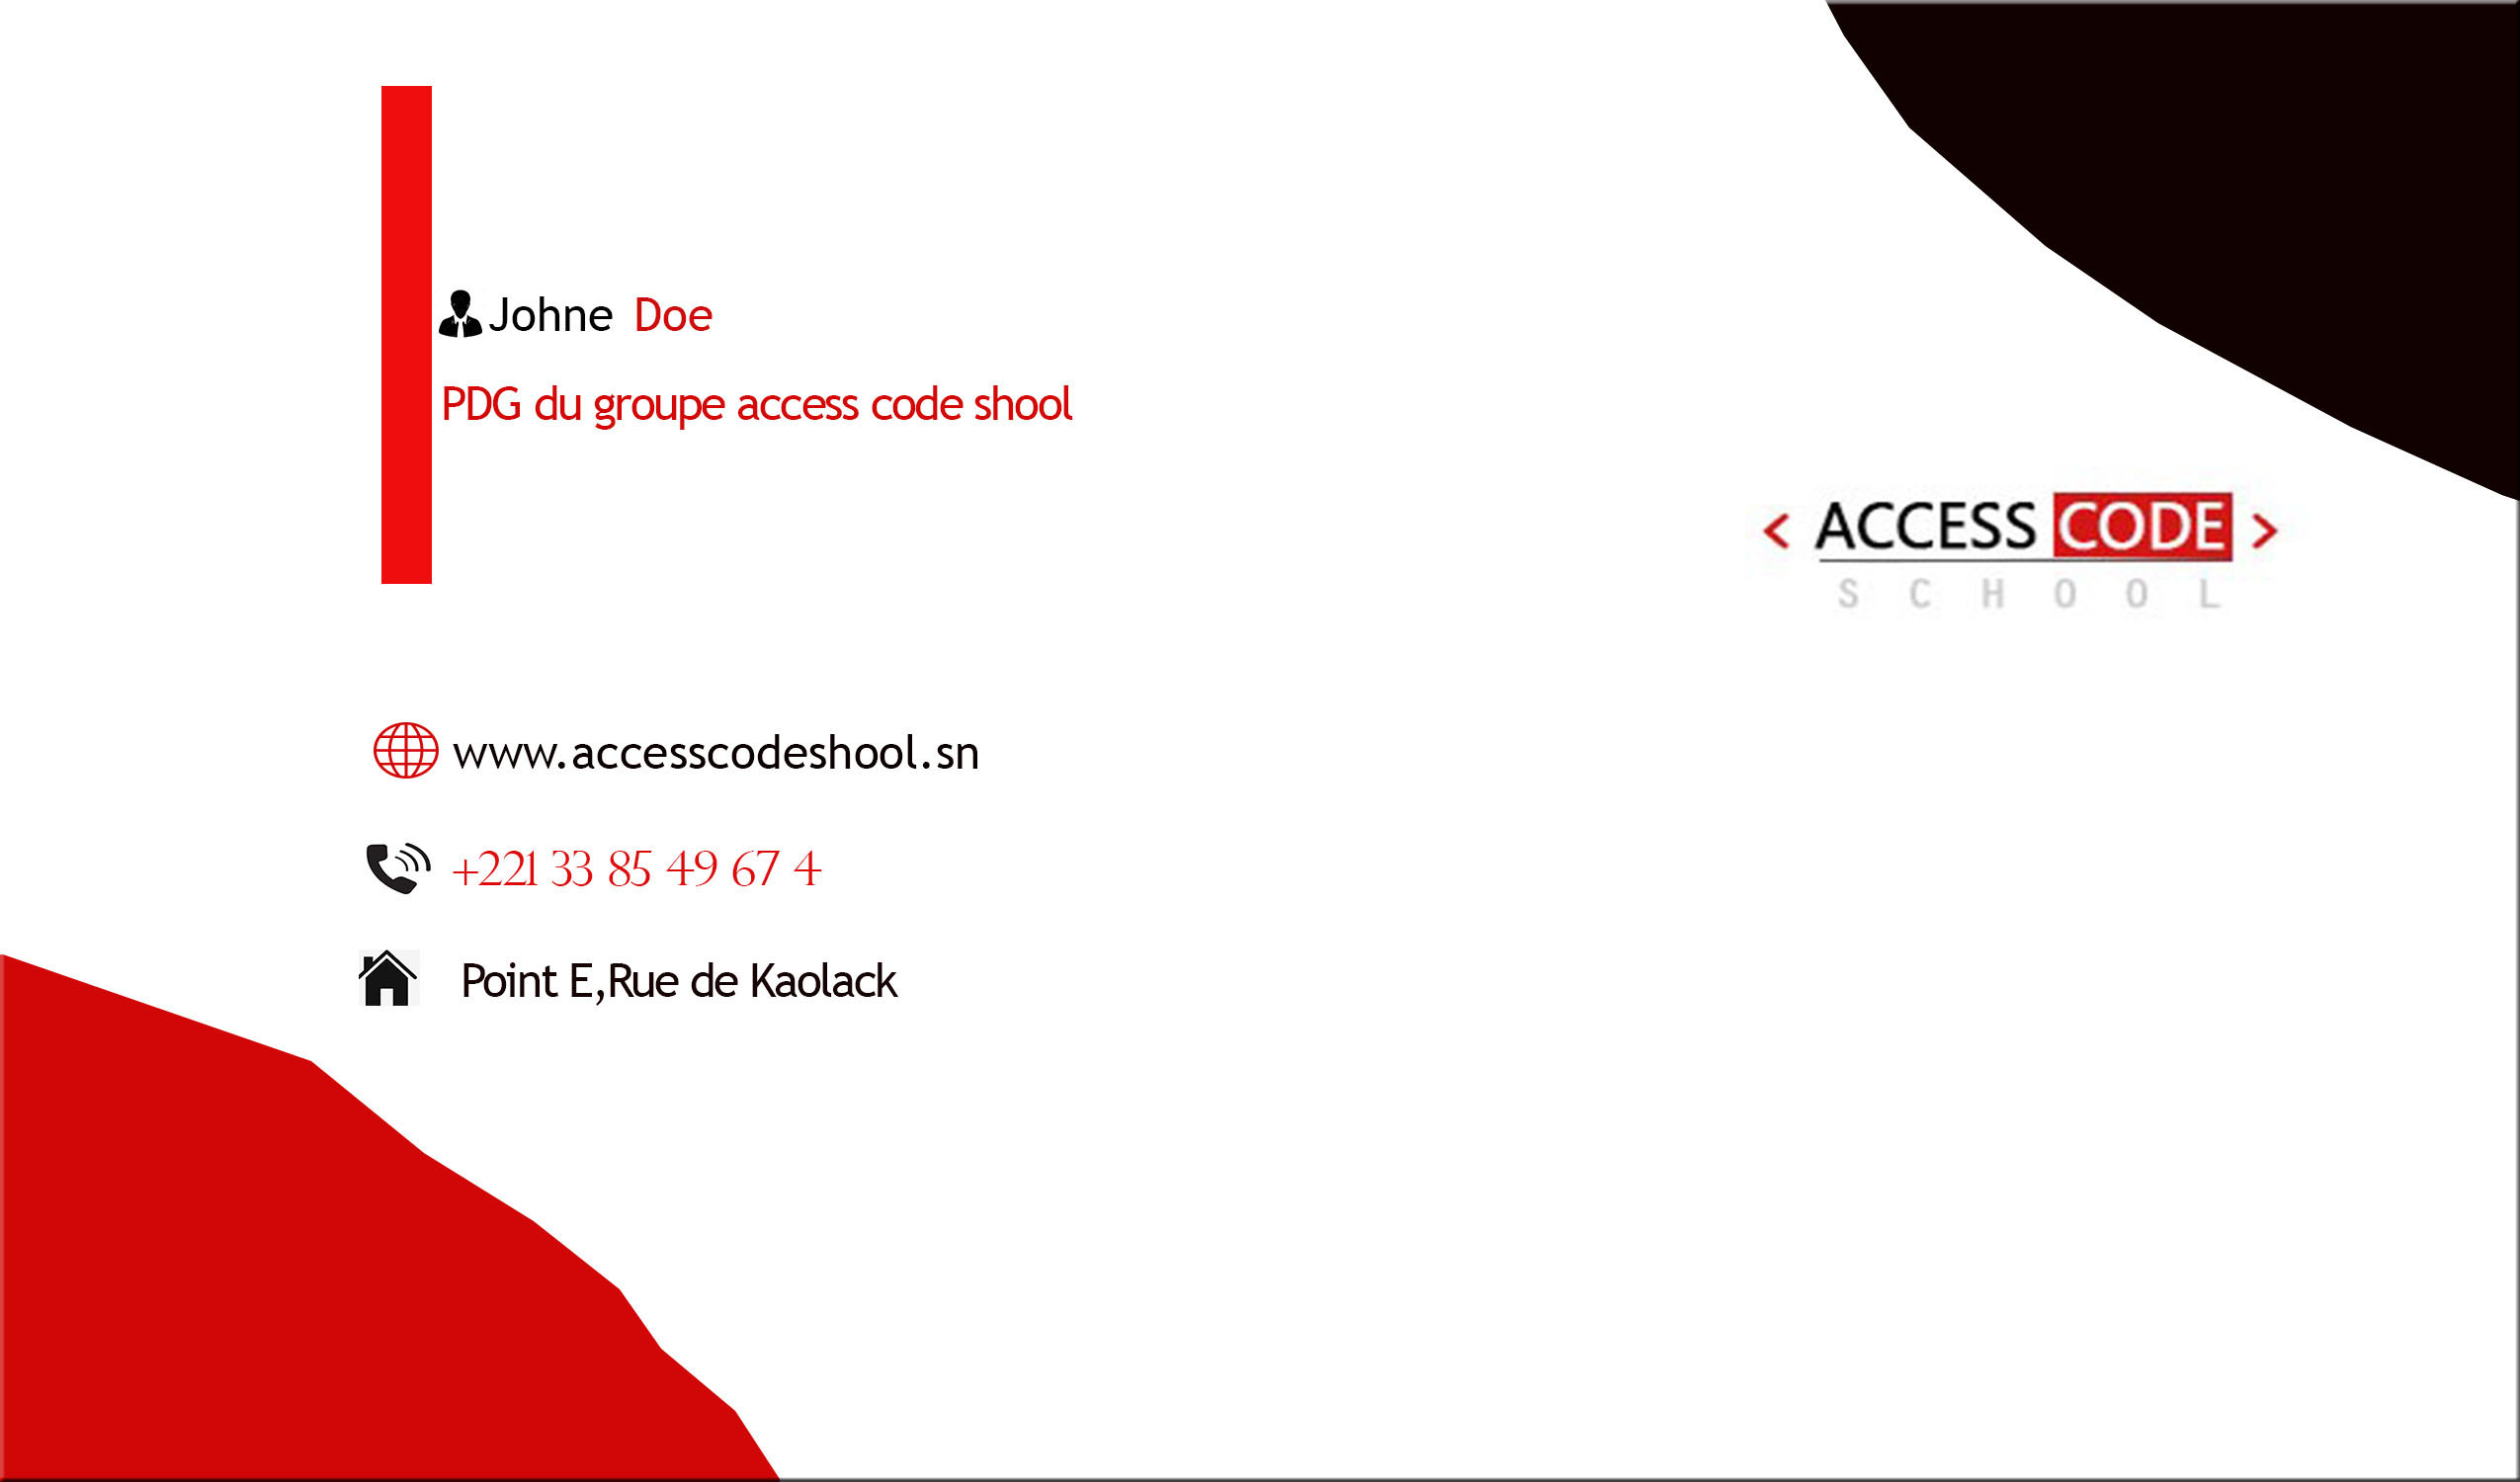 Johne Doe
PDG du groupe access code shool
< ACCESS CODE >
SCHOOL
www.accesscodeshool.sn
+221 33 85 49 67 4
Point E,Rue de Kaolack